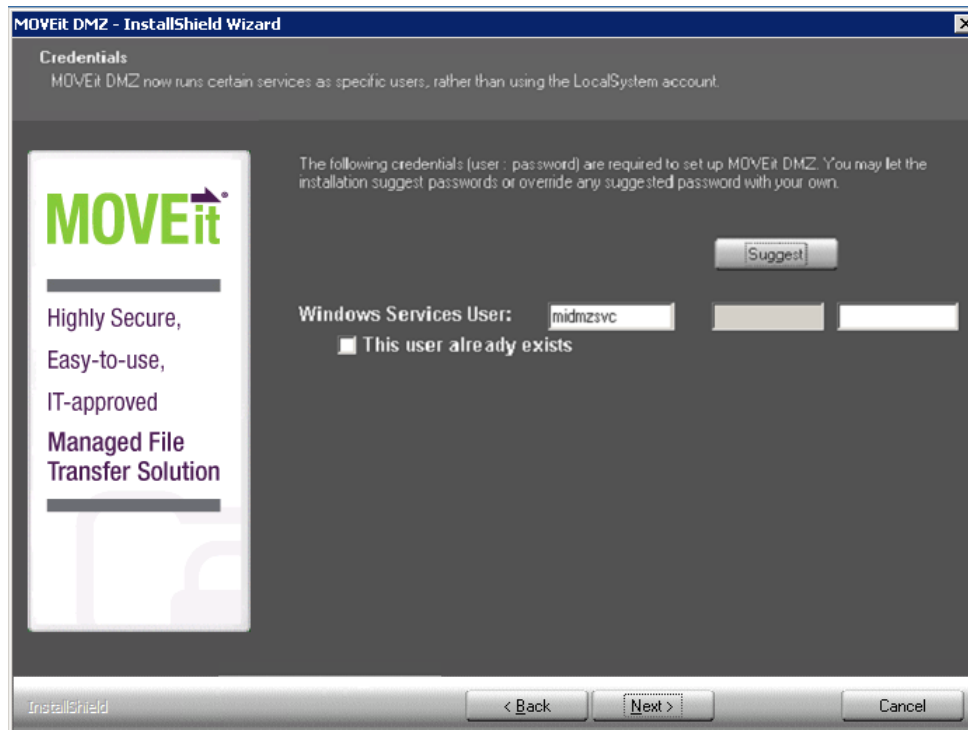 MOVEit DMZ - InstallShield Wizard
Credentials
MOVEit DMZ now runs certain services as specific users, rather than using the LocalSystem account.
The following credentials (user : password) are required to set up MOVEit DMZ. You may let the
installation suggest passwords or override any suggested password with your own.
MOVEit®
Suggest
Highly Secure,
Easy-to-use,
IT-approved
Managed File
Transfer Solution
Windows Services User: midmzsvc
This user already exists
InstallShield
< Back
Next >
Cancel